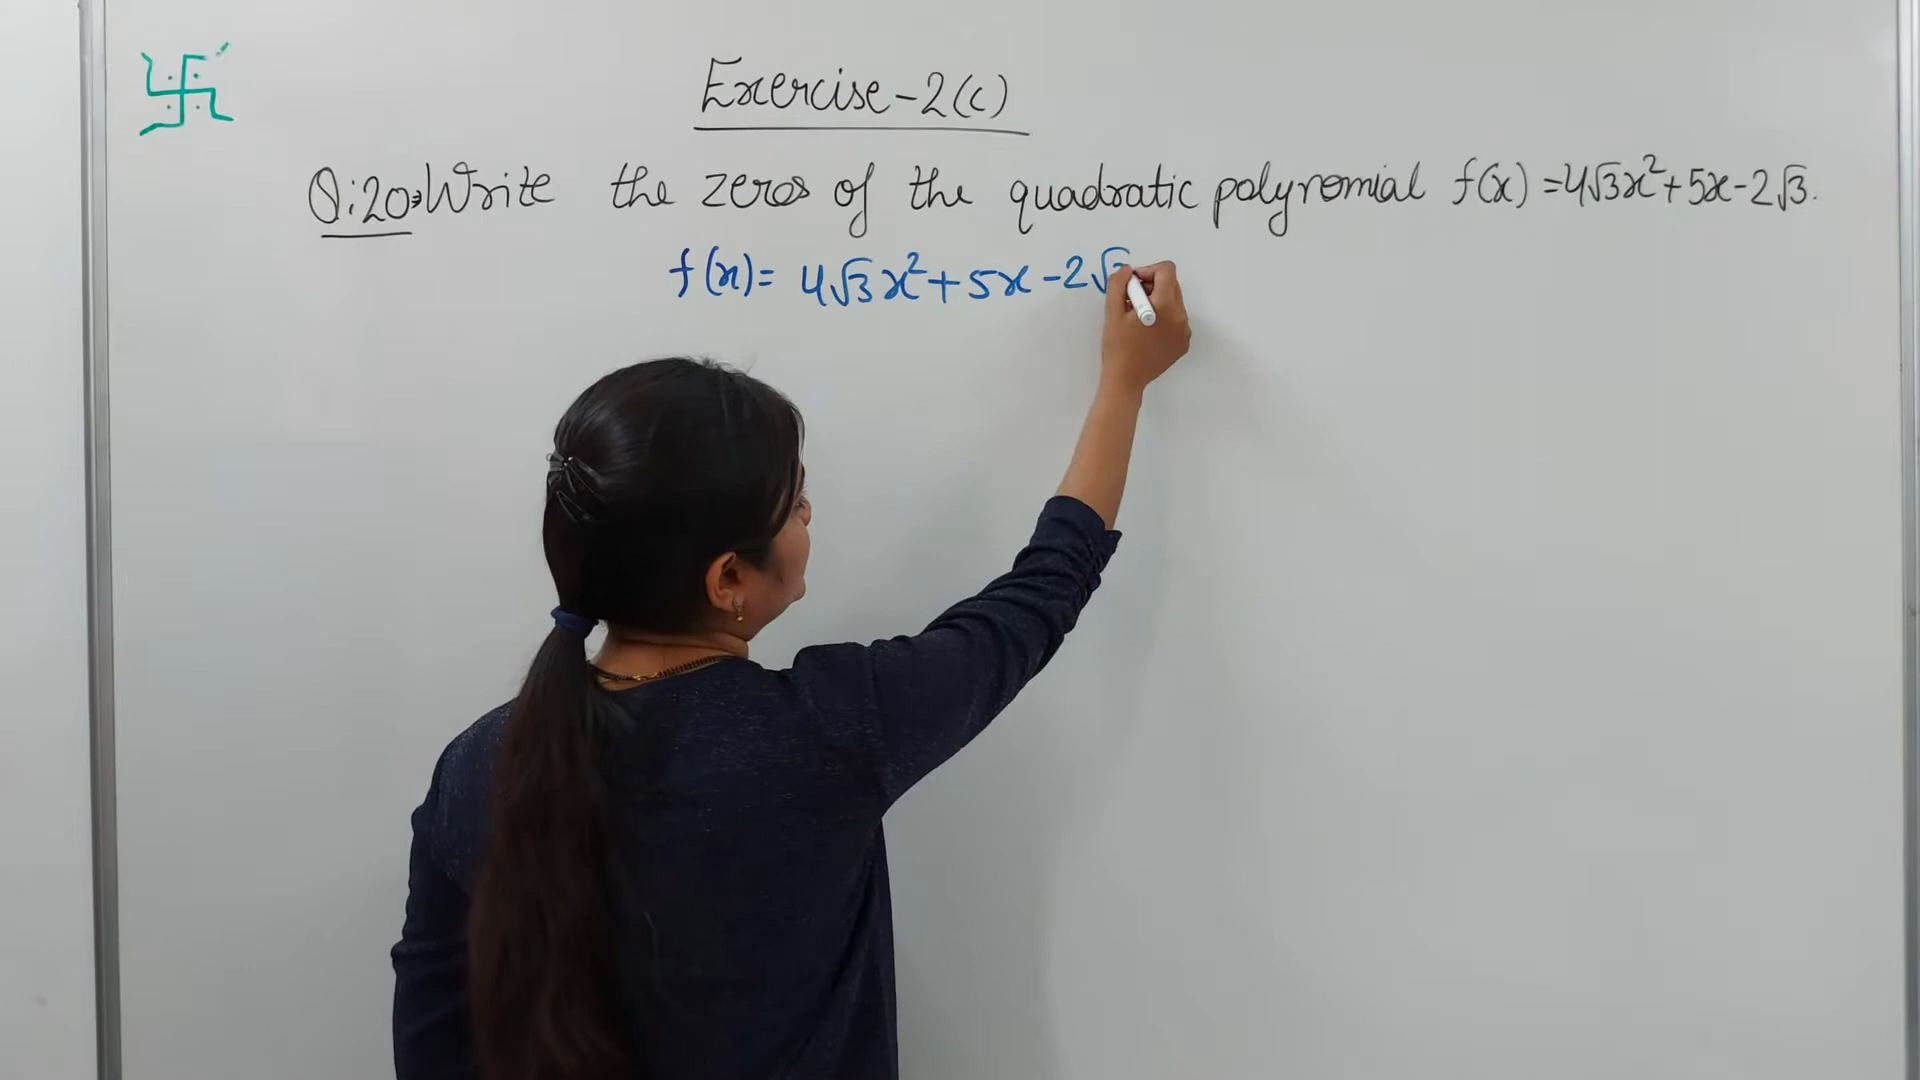 Exercise-2(c)
Q:20 Write the zeros of the quadratic polynomial f(x) = 4√3x²+5x-2√3.
f(x) = 4√3x²+5x-2√